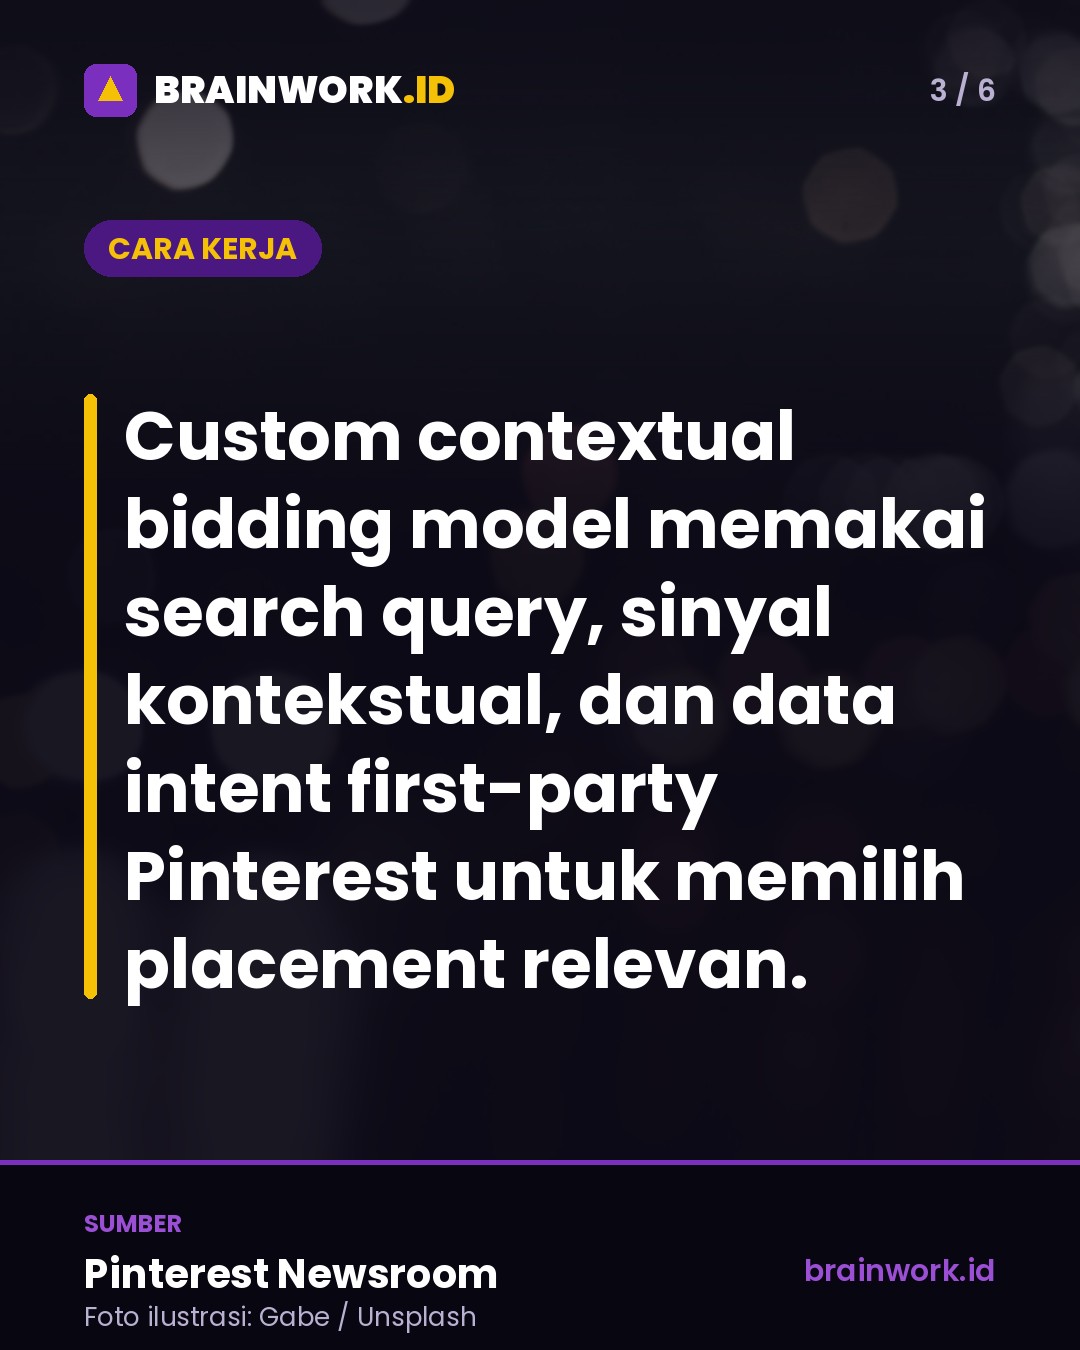 BRAINWORK.ID
3 / 6
CARA KERJA
Custom contextual
bidding model memakai
search query, sinyal
kontekstual, dan data
intent first-party
Pinterest untuk memilih
placement relevan.
SUMBER
Pinterest Newsroom
brainwork.id
Foto ilustrasi: Gabe / Unsplash